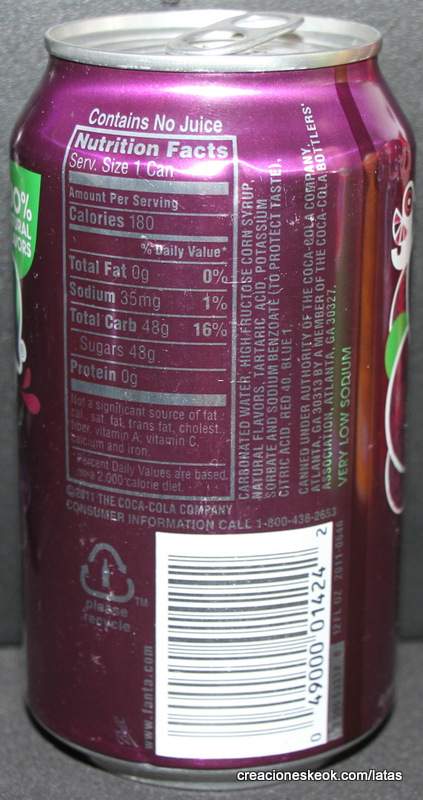 Contains No Juice
Nutrition Facts
Serv. Size 1 Can
Amount Per Serving
Calories 180
% Daily Value*
Total Fat 0g 0%
Sodium 35mg 1%
Total Carb 48g 16%
Sugars 48g
Protein 0g
Not a significant source of fat
cal., sat. fat, trans fat, cholest.,
fiber, vitamin A, vitamin C,
calcium and iron.
*Percent Daily Values are based
on a 2,000 calorie diet.
©2011 THE COCA-COLA COMPANY
CONSUMER INFORMATION CALL 1-800-438-2653
CARBONATED WATER, HIGH FRUCTOSE CORN SYRUP,
NATURAL FLAVORS, TARTARIC ACID, POTASSIUM
SORBATE AND SODIUM BENZOATE (TO PROTECT TASTE),
CITRIC ACID, RED 40, BLUE 1.
CANNED UNDER AUTHORITY OF THE COCA-COLA COMPANY,
ATLANTA, GA 30313 BY A MEMBER OF THE COCA-COLA BOTTLERS'
ASSOCIATION, ATLANTA, GA 30327.
VERY LOW SODIUM
please
recycle
TM
www.fanta.com
0 49000 01424 2
12 FL OZ 2011-0646
creacioneskeok.com/latas